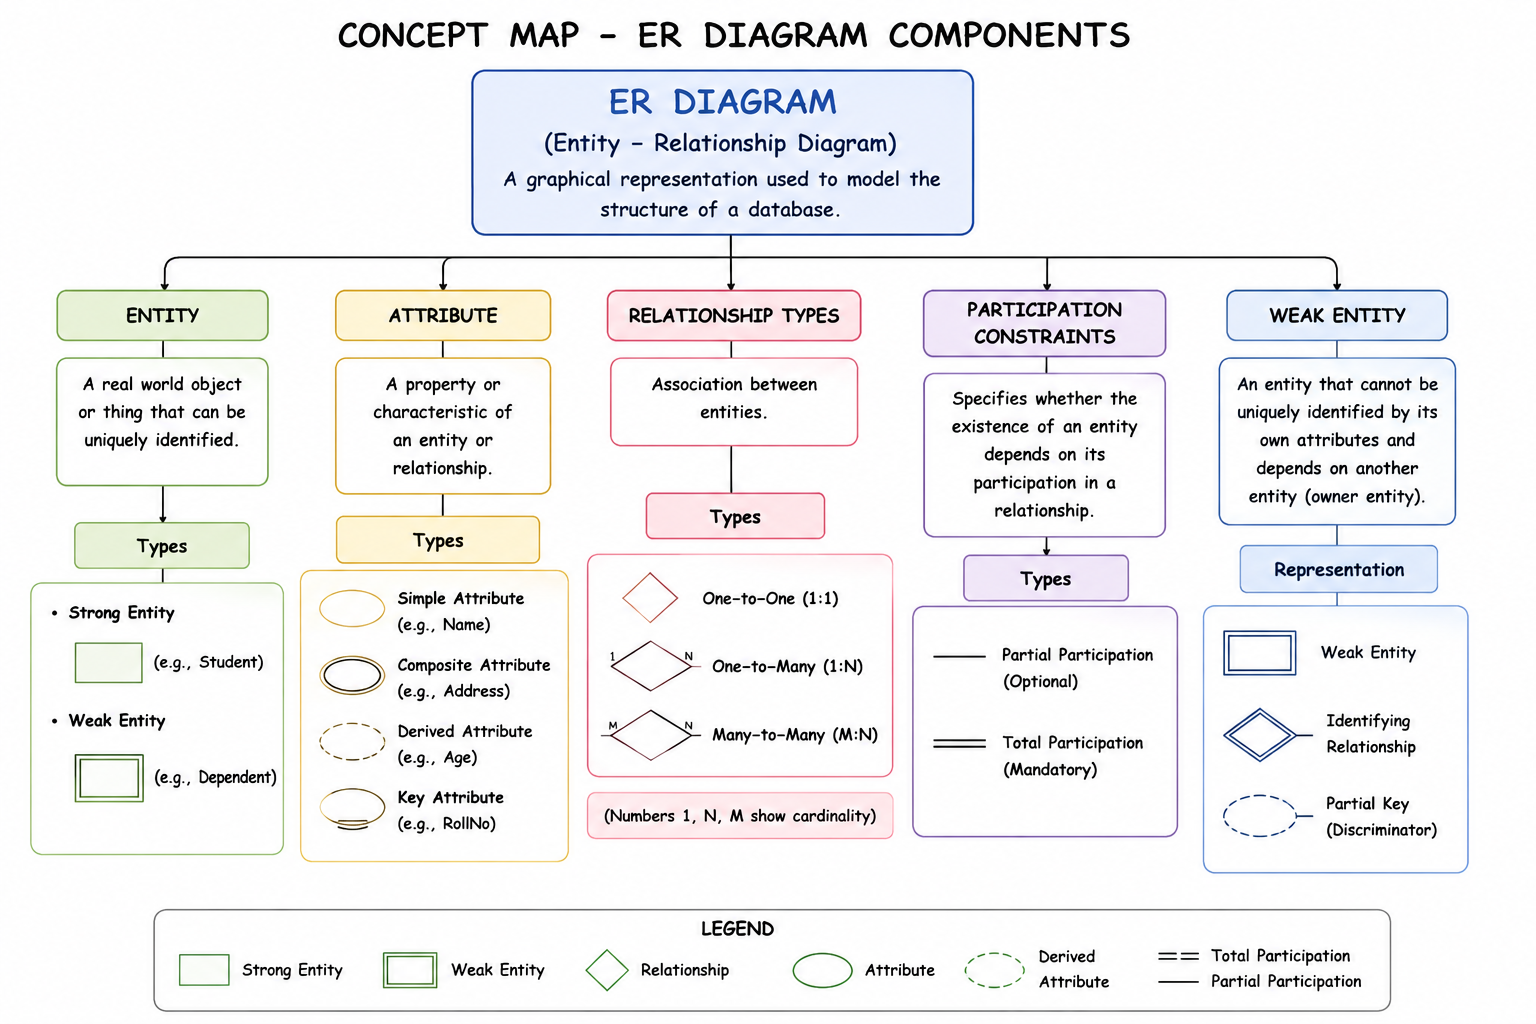 CONCEPT MAP – ER DIAGRAM COMPONENTS
ER DIAGRAM
(Entity – Relationship Diagram)
A graphical representation used to model the
structure of a database.
ENTITY
A real world object
or thing that can be
uniquely identified.
Types
• Strong Entity
(e.g., Student)
• Weak Entity
(e.g., Dependent)
ATTRIBUTE
A property or
characteristic of
an entity or
relationship.
Types
Simple Attribute
(e.g., Name)
Composite Attribute
(e.g., Address)
Derived Attribute
(e.g., Age)
Key Attribute
(e.g., RollNo)
RELATIONSHIP TYPES
Association between
entities.
Types
One-to-One (1:1)
1 N One-to-Many (1:N)
M N Many-to-Many (M:N)
(Numbers 1, N, M show cardinality)
PARTICIPATION
CONSTRAINTS
Specifies whether the
existence of an entity
depends on its
participation in a
relationship.
Types
Partial Participation
(Optional)
Total Participation
(Mandatory)
WEAK ENTITY
An entity that cannot be
uniquely identified by its
own attributes and
depends on another
entity (owner entity).
Representation
Weak Entity
Identifying
Relationship
Partial Key
(Discriminator)
LEGEND
Strong Entity
Weak Entity
Relationship
Attribute
Derived
Attribute
Total Participation
Partial Participation